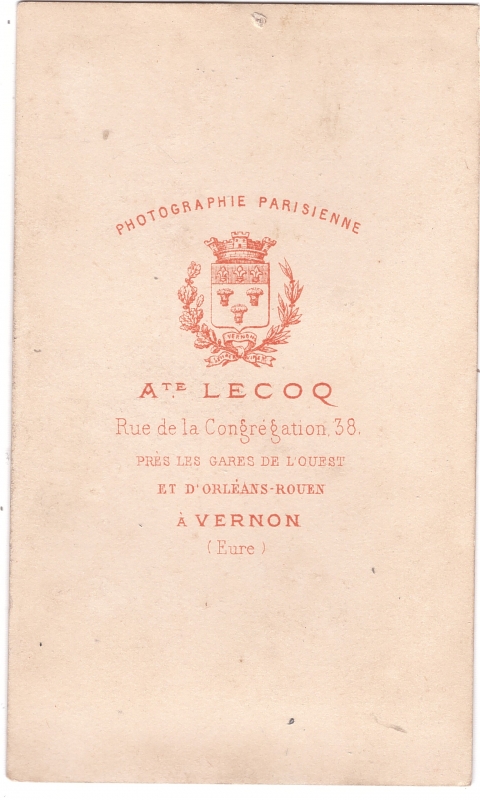 PHOTOGRAPHIE PARISIENNE
VERNON
ATE LECOQ
Rue de la Congrégation, 38.
PRÈS LES GARES DE L'OUEST
ET D'ORLÉANS-ROUEN
À VERNON
(Eure)